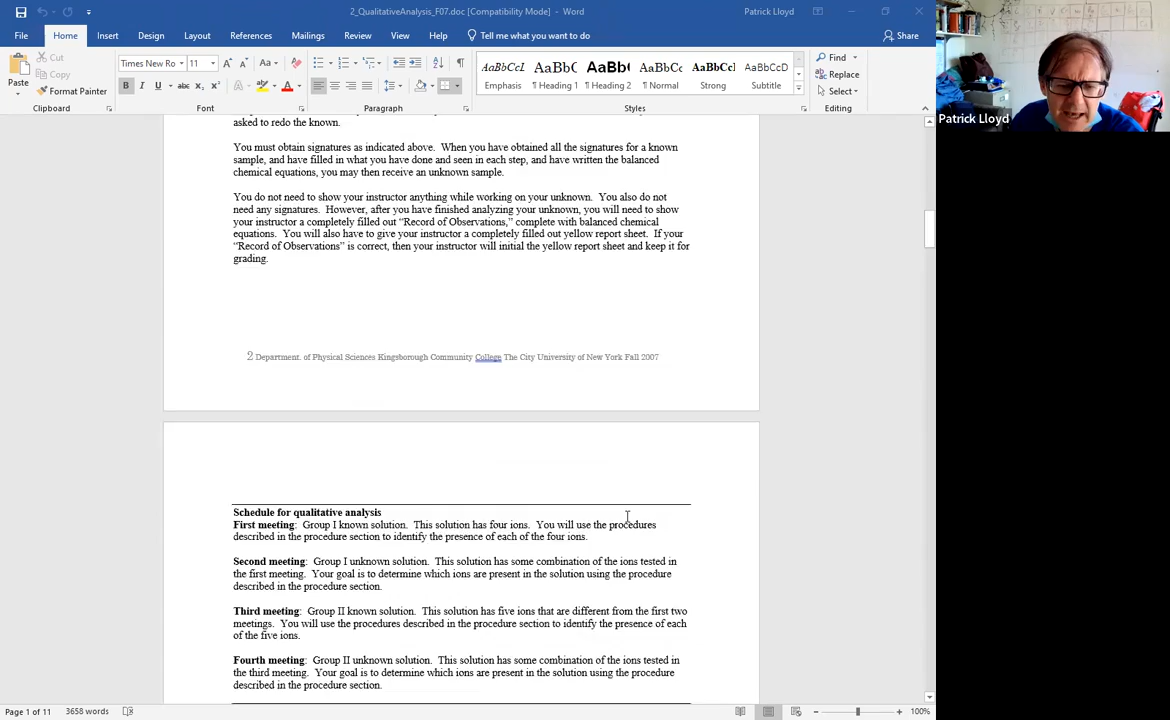 2_QualitativeAnalysis_F07.doc [Compatibility Mode] - Word
Patrick Lloyd
File Home Insert Design Layout References Mailings Review View Help Tell me what you want to do Share
Paste
Cut
Copy
Format Painter
Clipboard
Times New Ro 11
B I U
Font
Paragraph
AaBbCcI AaBbC AaBb( AaBbCc AaBbCcI AaBbCcD
Emphasis ¶ Heading 1 ¶ Heading 2 ¶ Normal Strong Subtitle
Styles
Find
Replace
Select
Editing
Patrick Lloyd
asked to redo the known.
You must obtain signatures as indicated above. When you have obtained all the signatures for a known
sample, and have filled in what you have done and seen in each step, and have written the balanced
chemical equations, you may then receive an unknown sample.
You do not need to show your instructor anything while working on your unknown. You also do not
need any signatures. However, after you have finished analyzing your unknown, you will need to show
your instructor a completely filled out “Record of Observations,” complete with balanced chemical
equations. You will also have to give your instructor a completely filled out yellow report sheet. If your
“Record of Observations” is correct, then your instructor will initial the yellow report sheet and keep it for
grading.
2 Department. of Physical Sciences Kingsborough Community College The City University of New York Fall 2007
Schedule for qualitative analysis
First meeting: Group I known solution. This solution has four ions. You will use the procedures
described in the procedure section to identify the presence of each of the four ions.
Second meeting: Group I unknown solution. This solution has some combination of the ions tested in
the first meeting. Your goal is to determine which ions are present in the solution using the procedure
described in the procedure section.
Third meeting: Group II known solution. This solution has five ions that are different from the first two
meetings. You will use the procedures described in the procedure section to identify the presence of each
of the five ions.
Fourth meeting: Group II unknown solution. This solution has some combination of the ions tested in
the third meeting. Your goal is to determine which ions are present in the solution using the procedure
described in the procedure section.
Page 1 of 11 3658 words 100%